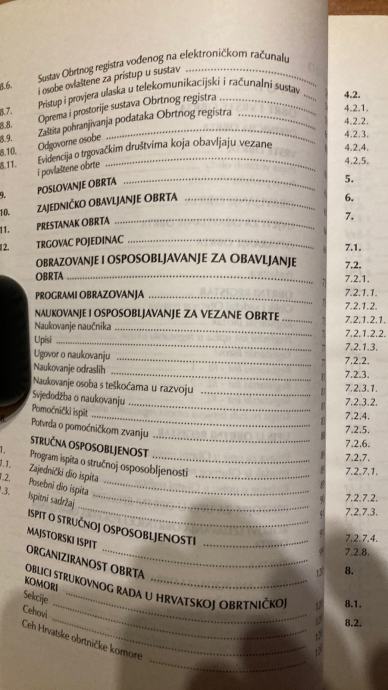 8.6. Sustav Obrtnog registra vođenog na elektroničkom računalu
i osobe ovlaštene za pristup u sustav
8.7. Pristup i provjera ulaska u telekomunikacijski i računalni sustav
8.8. Oprema i prostorije sustava Obrtnog registra
8.9. Zaštita pohranjivanja podataka Obrtnog registra
8.10. Odgovorne osobe
8.11. Evidencija o trgovačkim društvima koja obavljaju vezane
i povlaštene obrte
9. POSLOVANJE OBRTA
10. ZAJEDNIČKO OBAVLJANJE OBRTA
11. PRESTANAK OBRTA
12. TRGOVAC POJEDINAC
OBRAZOVANJE I OSPOSOBLJAVANJE ZA OBAVLJANJE
OBRTA
PROGRAMI OBRAZOVANJA
NAUKOVANJE I OSPOSOBLJAVANJE ZA VEZANE OBRTE
Naukovanje naučnika
Upisi
Ugovor o naukovanju
Naukovanje odraslih
Naukovanje osoba s teškoćama u razvoju
Svjedodžba o naukovanju
Pomoćnički ispit
Potvrda o pomoćničkom zvanju
1. STRUČNA OSPOSOBLJENOST
1.1. Program ispita o stručnoj osposobljenosti
1.2. Zajednički dio ispita
1.3. Posebni dio ispita
Ispitni sadržaj
ISPIT O STRUČNOJ OSPOSOBLJENOSTI
MAJSTORSKI ISPIT
ORGANIZIRANOST OBRTA
OBLICI STRUKOVNOG RADA U HRVATSKOJ OBRTNIČKOJ
KOMORI
Sekcije
Cehovi
Ceh Hrvatske obrtničke komore
4.2.
4.2.1.
4.2.2.
4.2.3.
4.2.4.
4.2.5.
5.
6.
7.
7.1.
7.2.
7.2.1.
7.2.1.1.
7.2.1.2.
7.2.1.2.1.
7.2.1.2.2.
7.2.1.3.
7.2.2.
7.2.3.
7.2.3.1.
7.2.3.2.
7.2.4.
7.2.5.
7.2.6.
7.2.7.
7.2.7.1.
7.2.7.2.
7.2.7.3.
7.2.7.4.
7.2.8.
8.
8.1.
8.2.